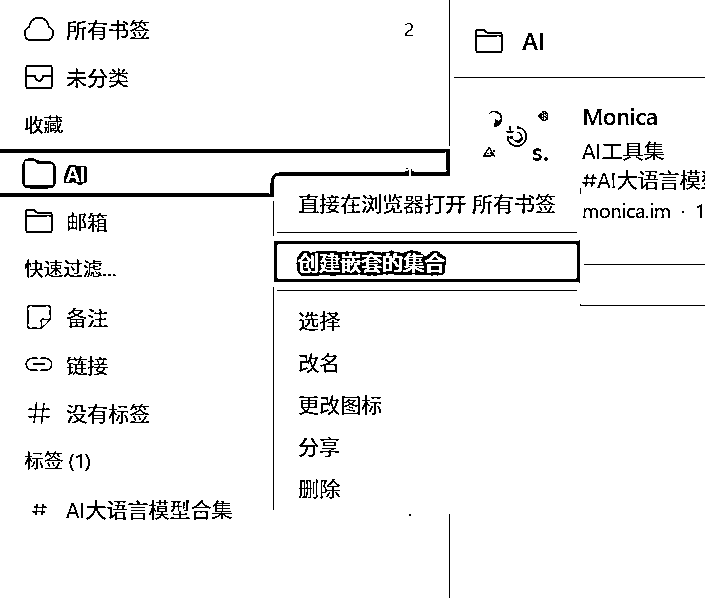 所有书签
2
未分类
收藏
AI
邮箱
快速过滤...
备注
链接
没有标签
标签 (1)
# AI大语言模型合集
直接在浏览器打开 所有书签
创建嵌套的集合
选择
改名
更改图标
分享
删除
AI
Monica
AI工具集
#AI大语言模型
monica.im · 1
s.